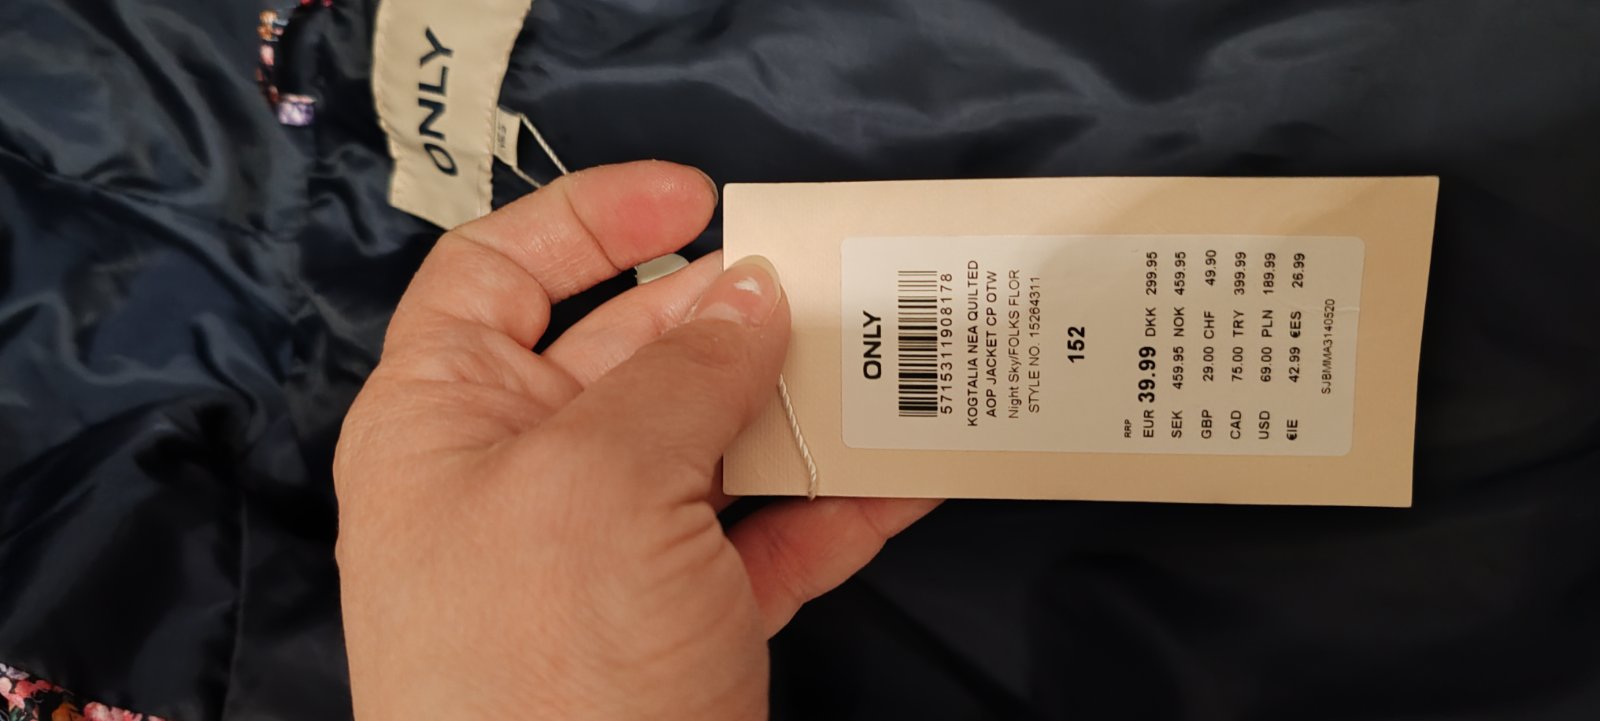 ONLY
ONLY
5715311908178
KOGTALIA NEA QUILTED
AOP JACKET CP OTW
Night Sky/FOLKS FLOR
STYLE NO. 15264311
152
RRP
EUR 39.99 DKK 299.95
SEK 459.95 NOK 459.95
GBP 29.00 CHF 49.90
CAD 75.00 TRY 399.99
USD 69.00 PLN 189.99
€IE 42.99 €ES 26.99
SJBMMA3140520